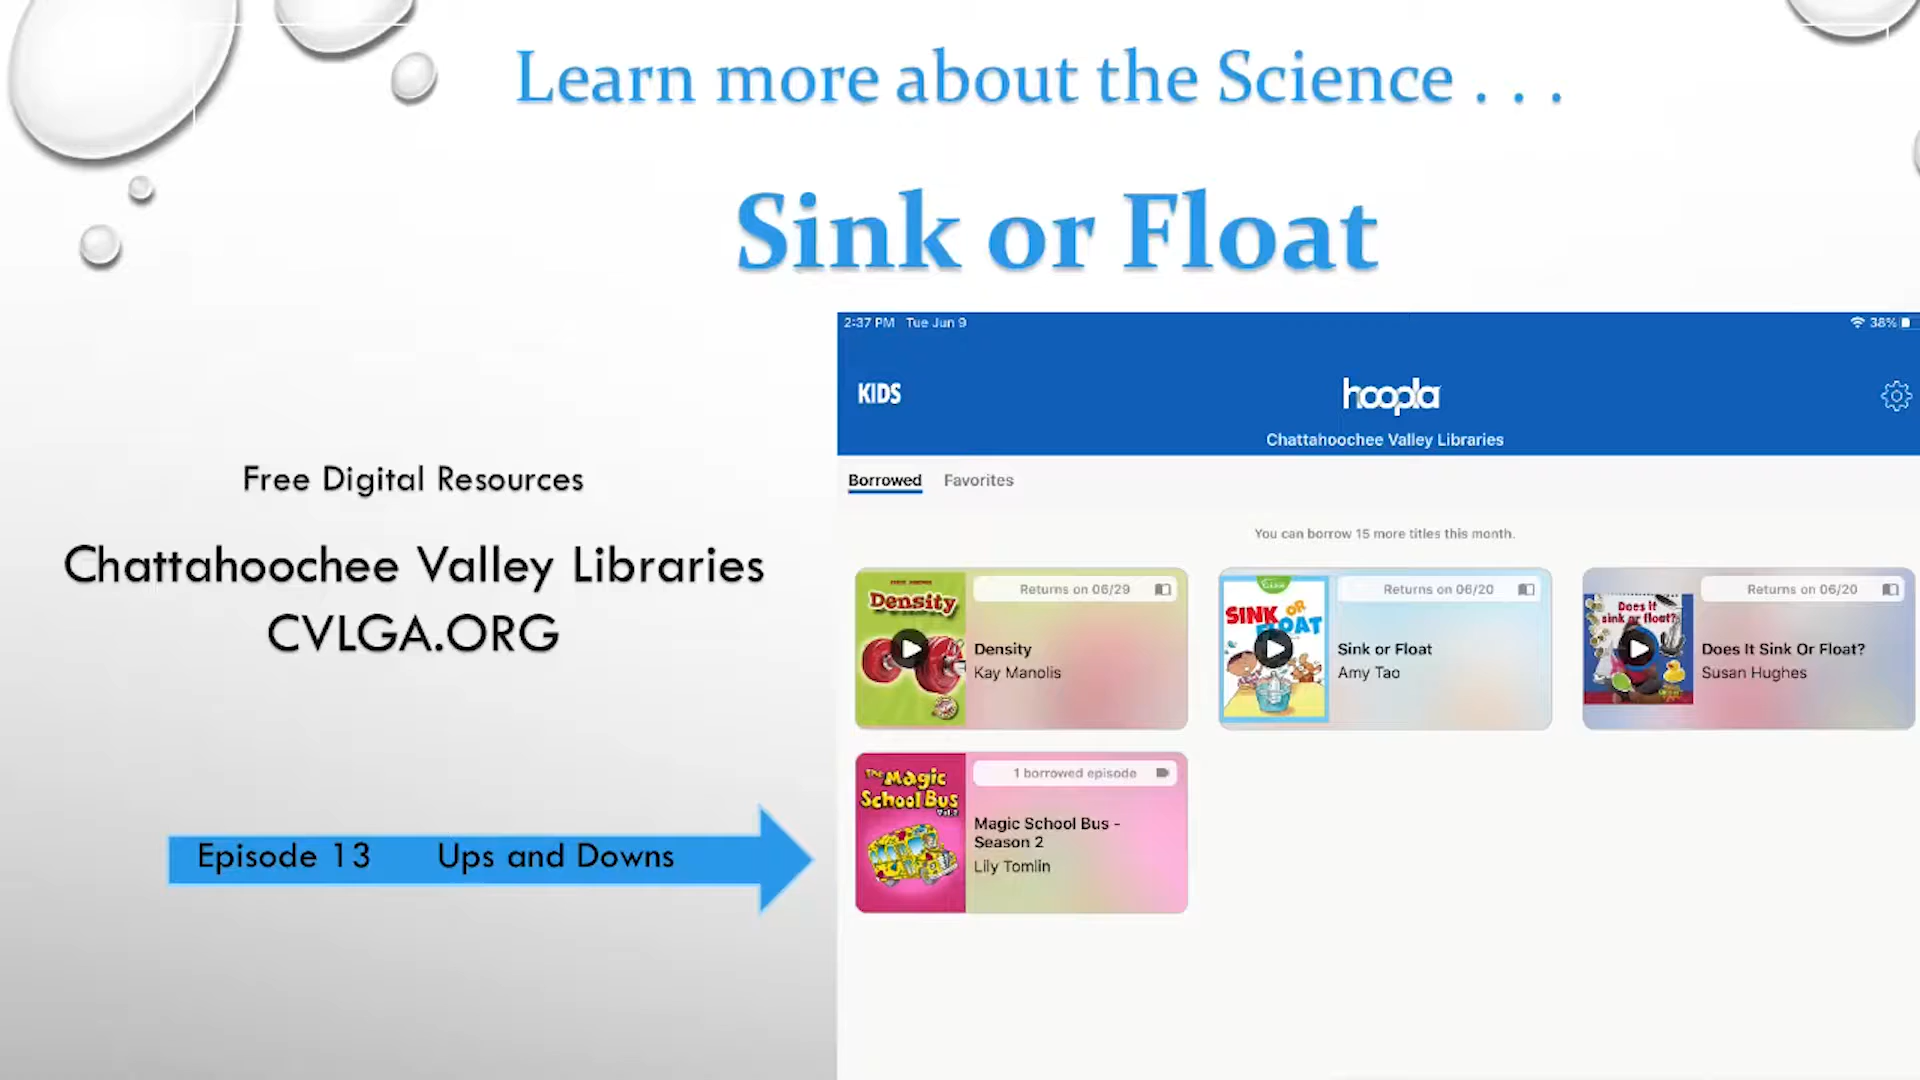 Learn more about the Science . . .
Sink or Float
2:37 PM Tue Jun 9
38%
KIDS
hoopla
Chattahoochee Valley Libraries
Borrowed Favorites
You can borrow 15 more titles this month.
Free Digital Resources
Chattahoochee Valley Libraries
CVLGA.ORG
Density
Returns on 06/29
Density
Kay Manolis
SINK OR
FLOAT
Returns on 06/20
Sink or Float
Amy Tao
Does It
sink or float?
Returns on 06/20
Does It Sink Or Float?
Susan Hughes
The Magic
School Bus
1 borrowed episode
Magic School Bus -
Season 2
Lily Tomlin
Episode 13 Ups and Downs